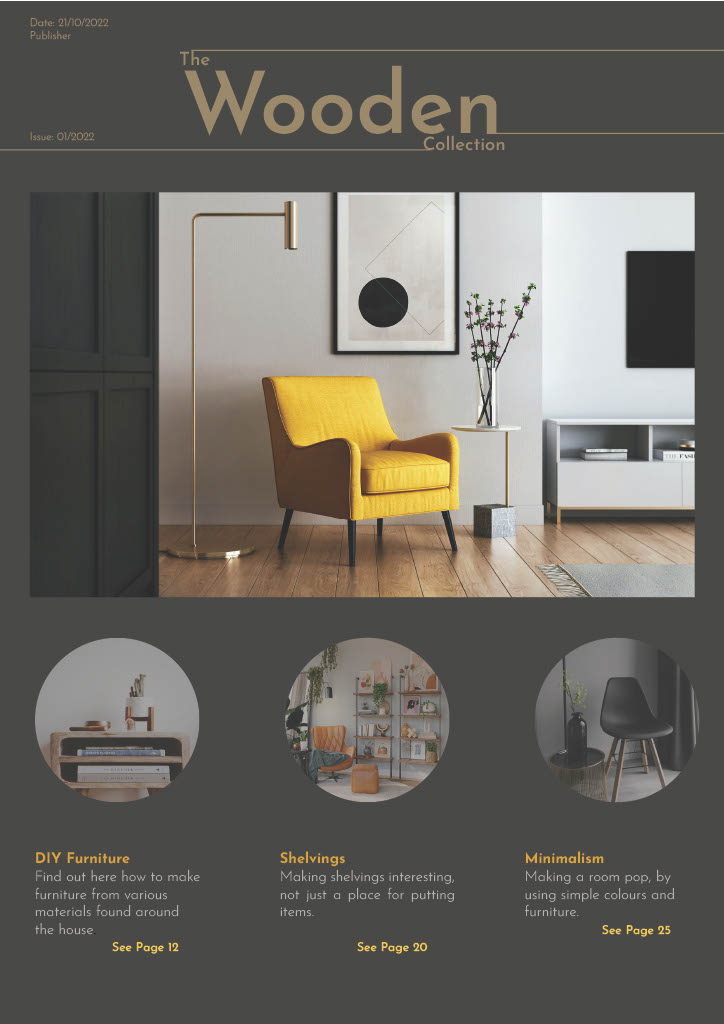 Date: 21/10/2022
Publisher
The
Wooden
Issue: 01/2022
Collection
DIY Furniture
Find out here how to make
furniture from various
materials found around
the house
See Page 12
Shelvings
Making shelvings interesting,
not just a place for putting
items.
See Page 20
Minimalism
Making a room pop, by
using simple colours and
furniture.
See Page 25